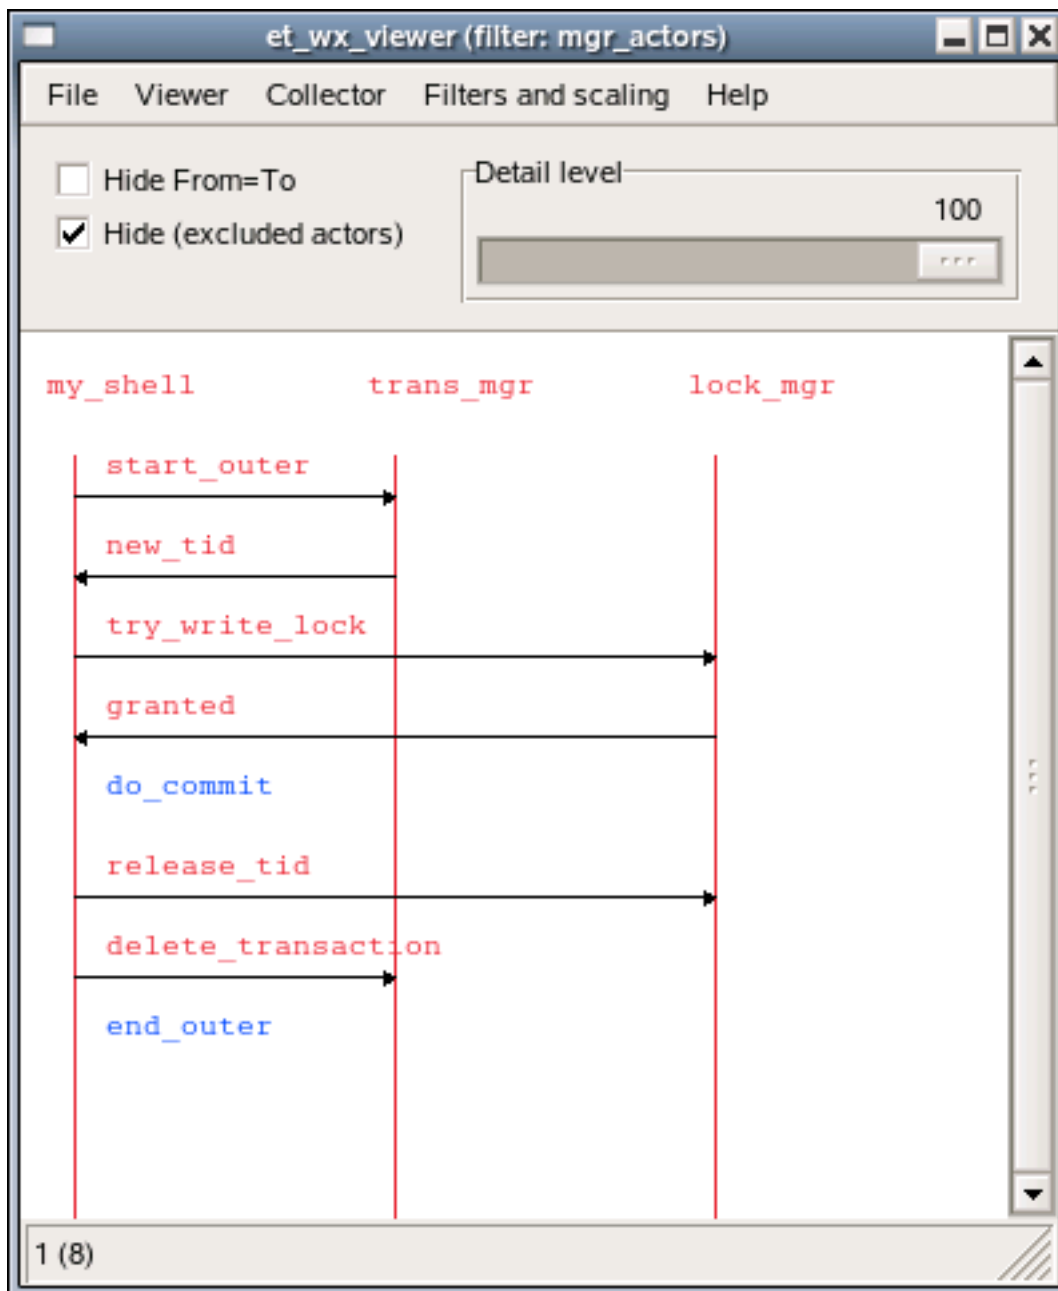 et_wx_viewer (filter: mgr_actors)
File Viewer Collector Filters and scaling Help
Hide From=To
Hide (excluded actors)
Detail level
100
my_shell trans_mgr lock_mgr
start_outer
new_tid
try_write_lock
granted
do_commit
release_tid
delete_transaction
end_outer
1 (8)